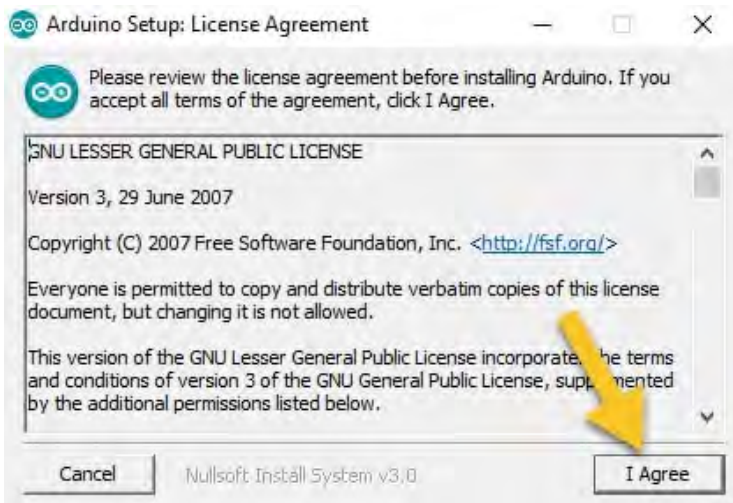 Arduino Setup: License Agreement
Please review the license agreement before installing Arduino. If you
accept all terms of the agreement, click I Agree.
GNU LESSER GENERAL PUBLIC LICENSE
Version 3, 29 June 2007
Copyright (C) 2007 Free Software Foundation, Inc. <http://fsf.org/>
Everyone is permitted to copy and distribute verbatim copies of this license
document, but changing it is not allowed.
This version of the GNU Lesser General Public License incorporates the terms
and conditions of version 3 of the GNU General Public License, supplemented
by the additional permissions listed below.
Cancel
Nullsoft Install System v3.0
I Agree